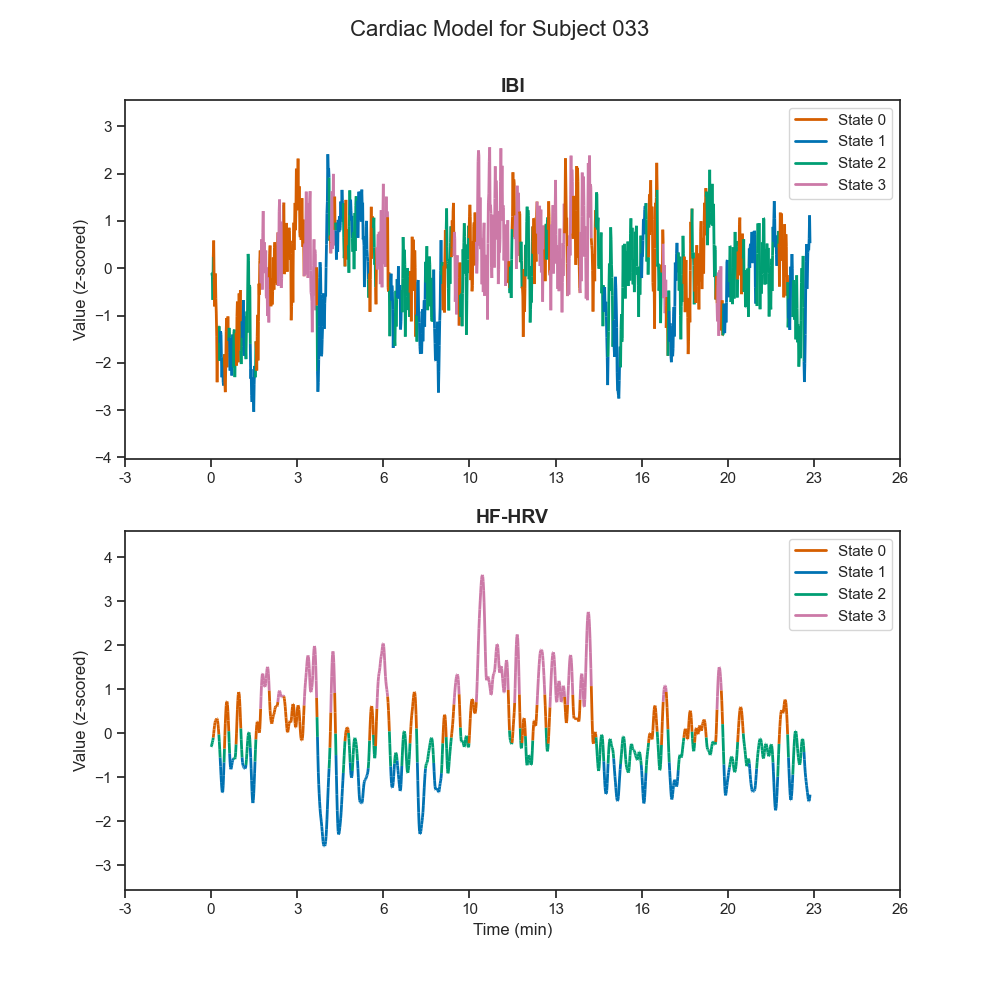 Cardiac Model for Subject 033
IBI
Value (z-scored)
3
2
1
0
−1
−2
−3
−4
-3
0
3
6
10
13
16
20
23
26
State 0
State 1
State 2
State 3
HF-HRV
Value (z-scored)
4
3
2
1
0
−1
−2
−3
-3
0
3
6
10
13
16
20
23
26
State 0
State 1
State 2
State 3
Time (min)